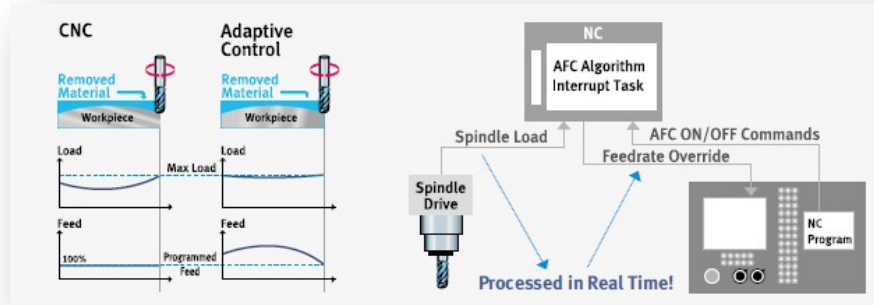 CNC
Adaptive
Control
Removed
Material
Workpiece
Removed
Material
Workpiece
Load
Max Load
Load
Feed
100%
Programmed
Feed
Feed
NC
AFC Algorithm
Interrupt Task
Spindle Load
AFC ON/OFF Commands
Feedrate Override
Spindle
Drive
NC
Program
Processed in Real Time!